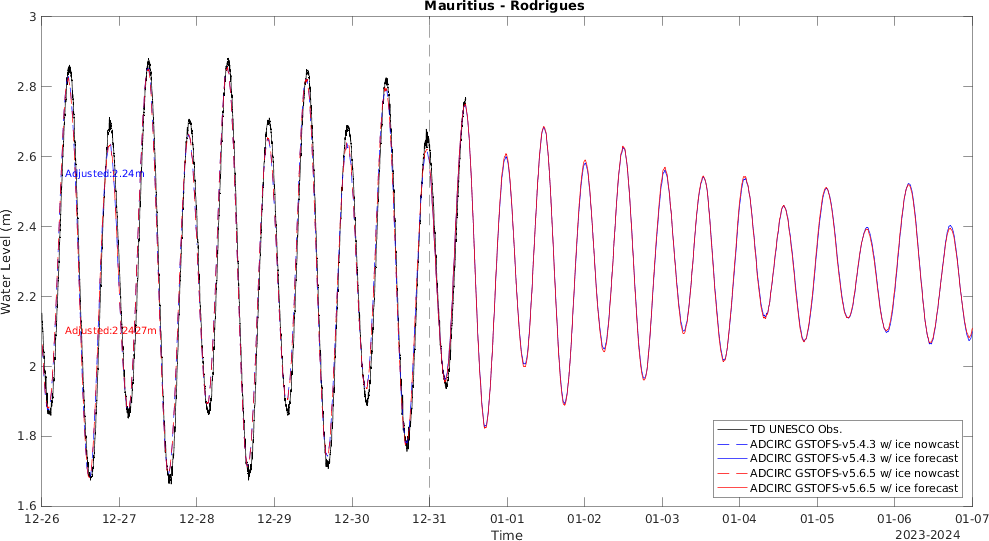 Mauritius - Rodrigues
3
2.8
2.6
2.4
2.2
2
1.8
1.6
Water Level (m)
Adjusted:2.24m
Adjusted:2.2427m
TD UNESCO Obs.
ADCIRC GSTOFS-v5.4.3 w/ ice nowcast
ADCIRC GSTOFS-v5.4.3 w/ ice forecast
ADCIRC GSTOFS-v5.6.5 w/ ice nowcast
ADCIRC GSTOFS-v5.6.5 w/ ice forecast
12-26 12-27 12-28 12-29 12-30 12-31 01-01 01-02 01-03 01-04 01-05 01-06 01-07
Time
2023-2024